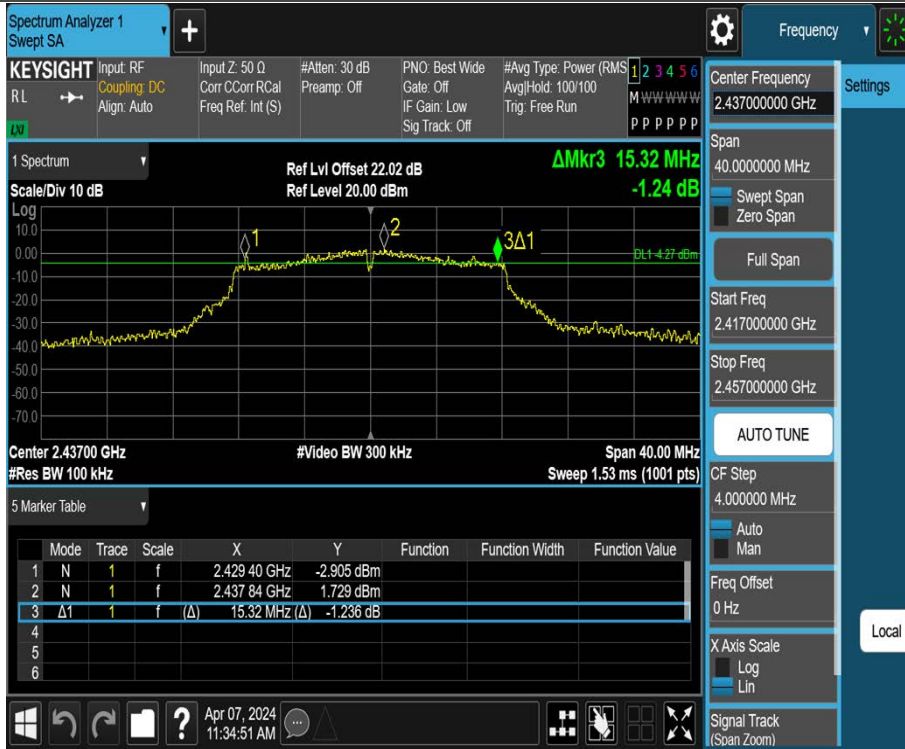 Spectrum Analyzer 1
Swept SA
+
Frequency
KEYSIGHT
RL
LXI
Input: RF
Coupling: DC
Align: Auto
Input Z: 50 Ω
Corr CCorr RCal
Freq Ref: Int (S)
#Atten: 30 dB
Preamp: Off
PNO: Best Wide
Gate: Off
IF Gain: Low
Sig Track: Off
#Avg Type: Power (RMS
Avg|Hold: 100/100
Trig: Free Run
1 2 3 4 5 6
M W W W W W
P P P P P P
1 Spectrum
Scale/Div 10 dB
Ref Lvl Offset 22.02 dB
Ref Level 20.00 dBm
ΔMkr3 15.32 MHz
-1.24 dB
Log
10.0
0.00
-10.0
-20.0
-30.0
-40.0
-50.0
-60.0
-70.0
1
2
3Δ1
DL1 -4.27 dBm
Center 2.43700 GHz
#Video BW 300 kHz
Span 40.00 MHz
#Res BW 100 kHz
Sweep 1.53 ms (1001 pts)
5 Marker Table
Mode Trace Scale X Y Function Function Width Function Value
1 N 1 f 2.429 40 GHz -2.905 dBm
2 N 1 f 2.437 84 GHz 1.729 dBm
3 Δ1 1 f (Δ) 15.32 MHz (Δ) -1.236 dB
4
5
6
?
Apr 07, 2024
11:34:51 AM
Center Frequency
2.437000000 GHz
Span
40.0000000 MHz
Swept Span
Zero Span
Full Span
Start Freq
2.417000000 GHz
Stop Freq
2.457000000 GHz
AUTO TUNE
CF Step
4.000000 MHz
Auto
Man
Freq Offset
0 Hz
X Axis Scale
Log
Lin
Signal Track
(Span Zoom)
Settings
Local